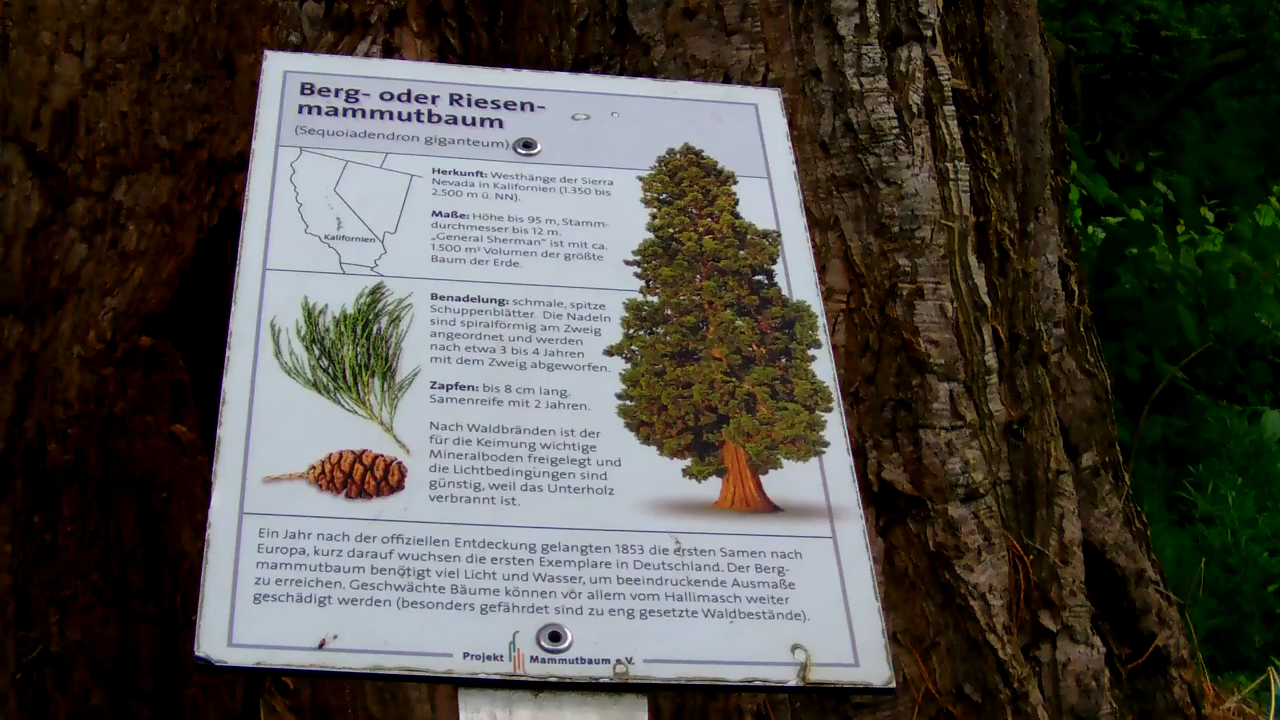 Berg- oder Riesen-
mammutbaum
(Sequoiadendron giganteum)
Herkunft: Westhänge der Sierra
Nevada in Kalifornien (1.350 bis
2.500 m ü. NN).
Kalifornien
Maße: Höhe bis 95 m, Stamm-
durchmesser bis 12 m.
„General Sherman“ ist mit ca.
1.500 m³ Volumen der größte
Baum der Erde.
Benadelung: schmale, spitze
Schuppenblätter. Die Nadeln
sind spiralförmig am Zweig
angeordnet und werden
nach etwa 3 bis 4 Jahren
mit dem Zweig abgeworfen.
Zapfen: bis 8 cm lang,
Samenreife mit 2 Jahren.
Nach Waldbränden ist der
für die Keimung wichtige
Mineralboden freigelegt und
die Lichtbedingungen sind
günstig, weil das Unterholz
verbrannt ist.
Ein Jahr nach der offiziellen Entdeckung gelangten 1853 die ersten Samen nach
Europa, kurz darauf wuchsen die ersten Exemplare in Deutschland. Der Berg-
mammutbaum benötigt viel Licht und Wasser, um beeindruckende Ausmaße
zu erreichen. Geschwächte Bäume können vor allem vom Hallimasch weiter
geschädigt werden (besonders gefährdet sind zu eng gesetzte Waldbestände).
Projekt Mammutbaum e.V.